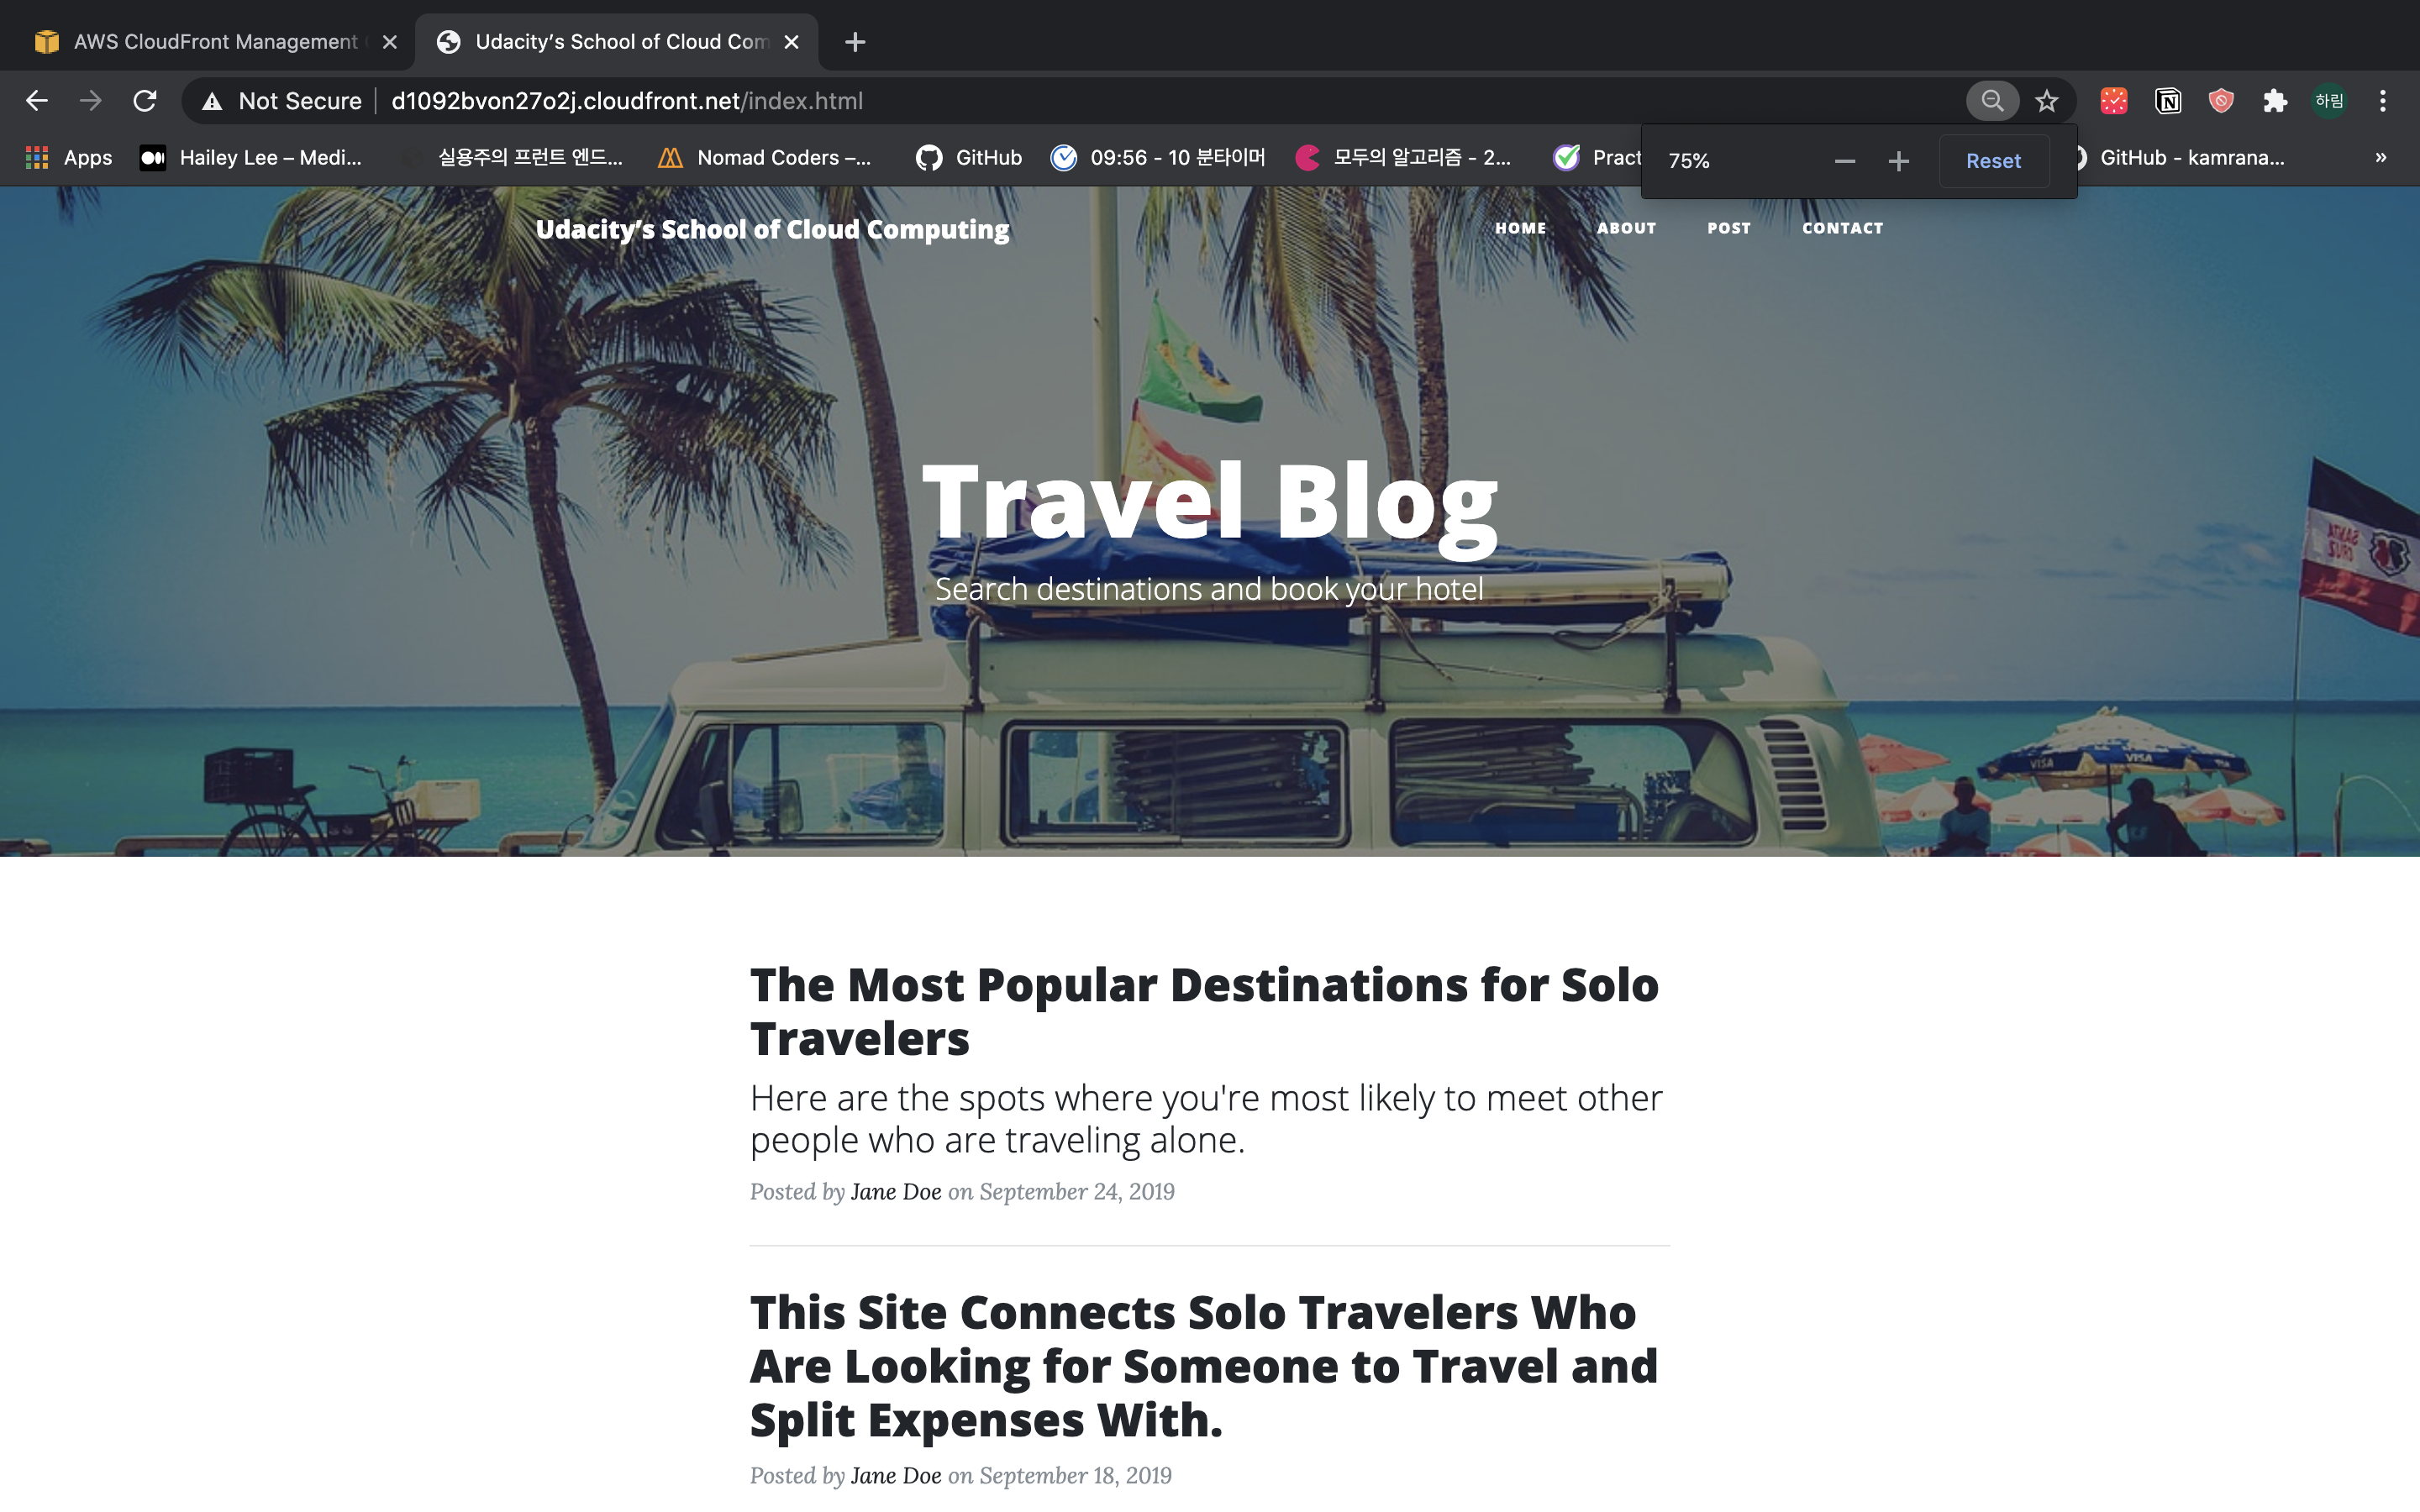 AWS CloudFront Management
Udacity’s School of Cloud Com
Not Secure
d1092bvon27o2j.cloudfront.net/index.html
하림
Apps
Hailey Lee – Medi...
실용주의 프런트 엔드...
Nomad Coders –...
GitHub
09:56 - 10 분타이머
모두의 알고리즘 - 2...
Pract
GitHub - kamrana...
»
75%
Reset
Udacity’s School of Cloud Computing
HOME
ABOUT
POST
CONTACT
Travel Blog
Search destinations and book your hotel
SANTA
CRUZ
VISA
VISA
The Most Popular Destinations for Solo
Travelers
Here are the spots where you're most likely to meet other
people who are traveling alone.
Posted by Jane Doe on September 24, 2019
This Site Connects Solo Travelers Who
Are Looking for Someone to Travel and
Split Expenses With.
Posted by Jane Doe on September 18, 2019